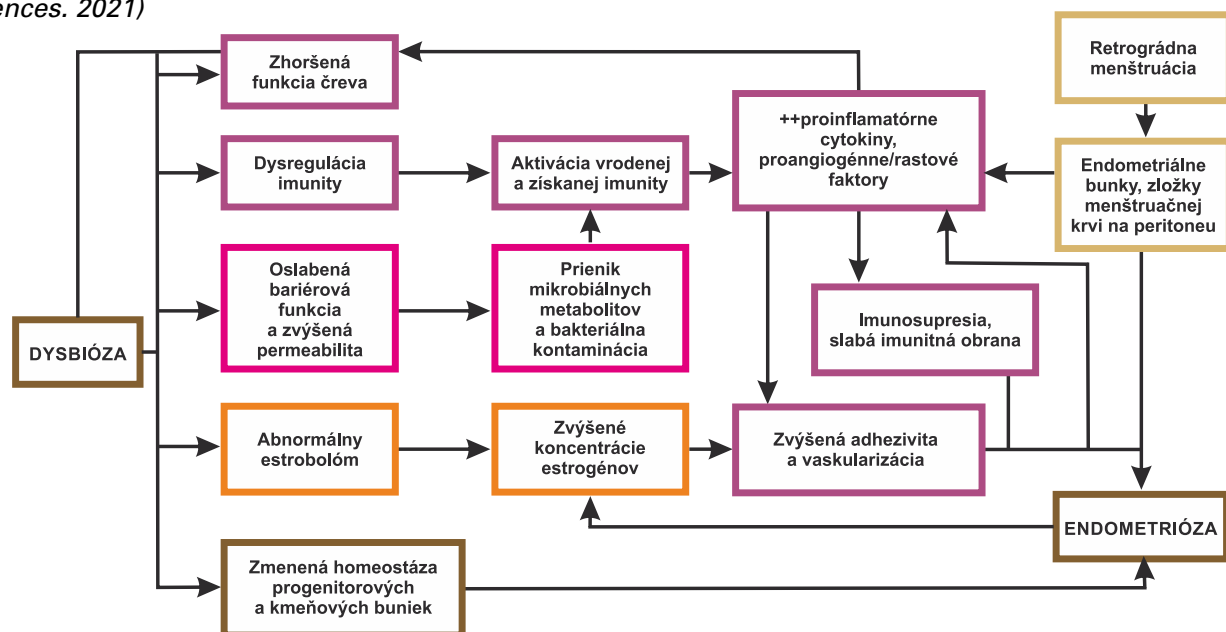 ences. 2021)
Zhoršená
funkcia čreva
Retrográdna
menštruácia
++proinflamatórne
cytokiny,
proangiogénne/rastové
faktory
Dysregulácia
imunity
Aktivácia vrodenej
a získanej imunity
Endometriálne
bunky, zložky
menštruačnej
krvi na peritoneu
Oslabená
bariérová
funkcia
a zvýšená
permeabilita
Prienik
mikrobiálnych
metabolitov
a bakteriálna
kontaminácia
Imunosupresia,
slabá imunitná obrana
DYSBIÓZA
Abnormálny
estrobolóm
Zvýšené
koncentrácie
estrogénov
Zvýšená adhezivita
a vaskularizácia
ENDOMETRIÓZA
Zmenená homeostáza
progenitorových
a kmeňových buniek